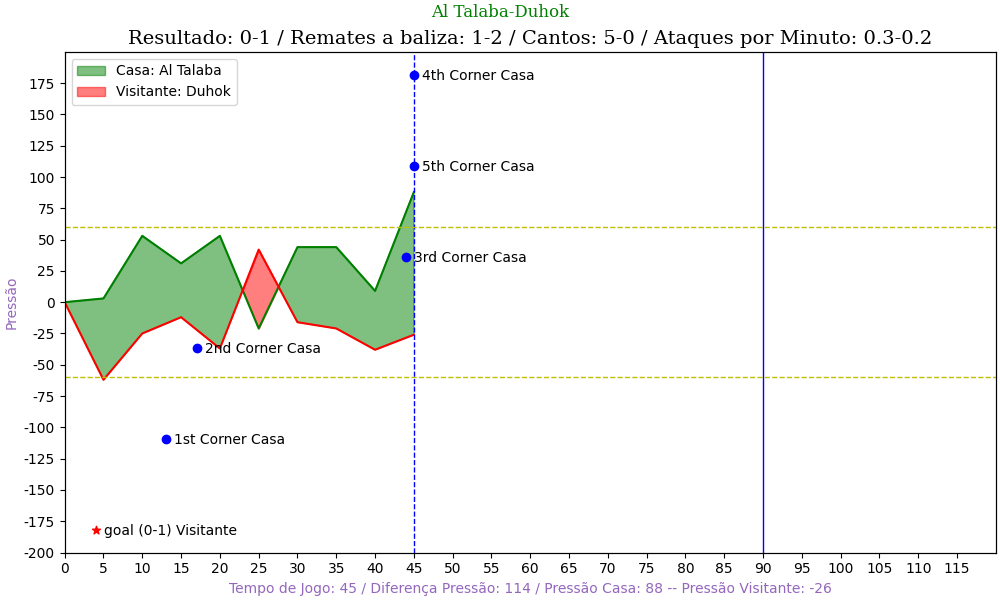 Al Talaba-Duhok
Resultado: 0-1 / Remates a baliza: 1-2 / Cantos: 5-0 / Ataques por Minuto: 0.3-0.2
Casa: Al Talaba
Visitante: Duhok
4th Corner Casa
5th Corner Casa
3rd Corner Casa
2nd Corner Casa
1st Corner Casa
goal (0-1) Visitante
Pressão
175
150
125
100
75
50
25
0
-25
-50
-75
-100
-125
-150
-175
-200
0 5 10 15 20 25 30 35 40 45 50 55 60 65 70 75 80 85 90 95 100 105 110 115
Tempo de Jogo: 45 / Diferença Pressão: 114 / Pressão Casa: 88 -- Pressão Visitante: -26